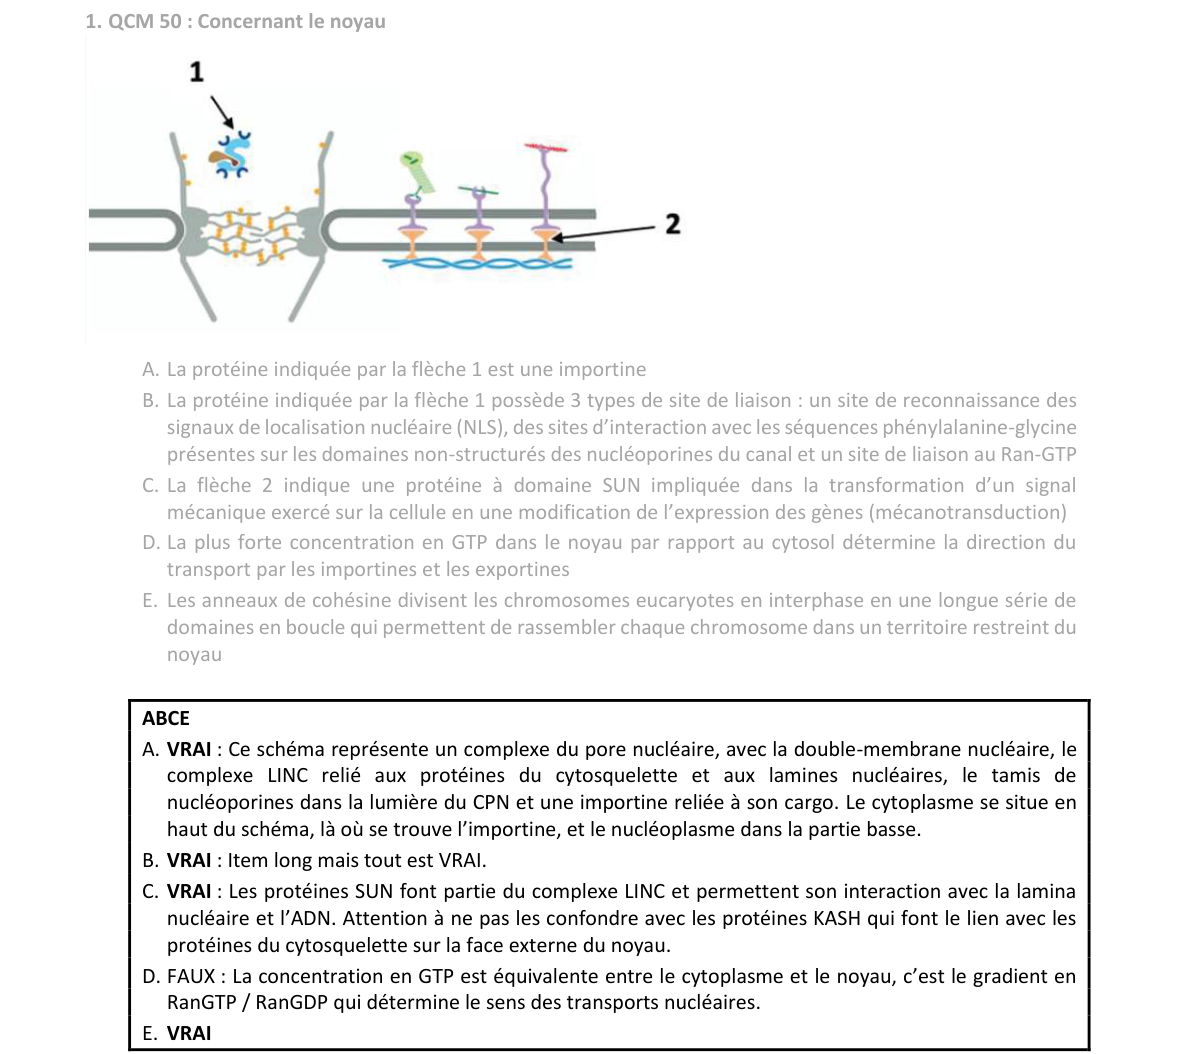 1. QCM 50 : Concernant le noyau
1
2
A. La protéine indiquée par la flèche 1 est une importine
B. La protéine indiquée par la flèche 1 possède 3 types de site de liaison : un site de reconnaissance des
signaux de localisation nucléaire (NLS), des sites d’interaction avec les séquences phénylalanine-glycine
présentes sur les domaines non-structurés des nucléoporines du canal et un site de liaison au Ran-GTP
C. La flèche 2 indique une protéine à domaine SUN impliquée dans la transformation d’un signal
mécanique exercé sur la cellule en une modification de l’expression des gènes (mécanotransduction)
D. La plus forte concentration en GTP dans le noyau par rapport au cytosol détermine la direction du
transport par les importines et les exportines
E. Les anneaux de cohésine divisent les chromosomes eucaryotes en interphase en une longue série de
domaines en boucle qui permettent de rassembler chaque chromosome dans un territoire restreint du
noyau
ABCE
A. VRAI : Ce schéma représente un complexe du pore nucléaire, avec la double-membrane nucléaire, le
complexe LINC relié aux protéines du cytosquelette et aux lamines nucléaires, le tamis de
nucléoporines dans la lumière du CPN et une importine reliée à son cargo. Le cytoplasme se situe en
haut du schéma, là où se trouve l’importine, et le nucléoplasme dans la partie basse.
B. VRAI : Item long mais tout est VRAI.
C. VRAI : Les protéines SUN font partie du complexe LINC et permettent son interaction avec la lamina
nucléaire et l’ADN. Attention à ne pas les confondre avec les protéines KASH qui font le lien avec les
protéines du cytosquelette sur la face externe du noyau.
D. FAUX : La concentration en GTP est équivalente entre le cytoplasme et le noyau, c’est le gradient en
RanGTP / RanGDP qui détermine le sens des transports nucléaires.
E. VRAI